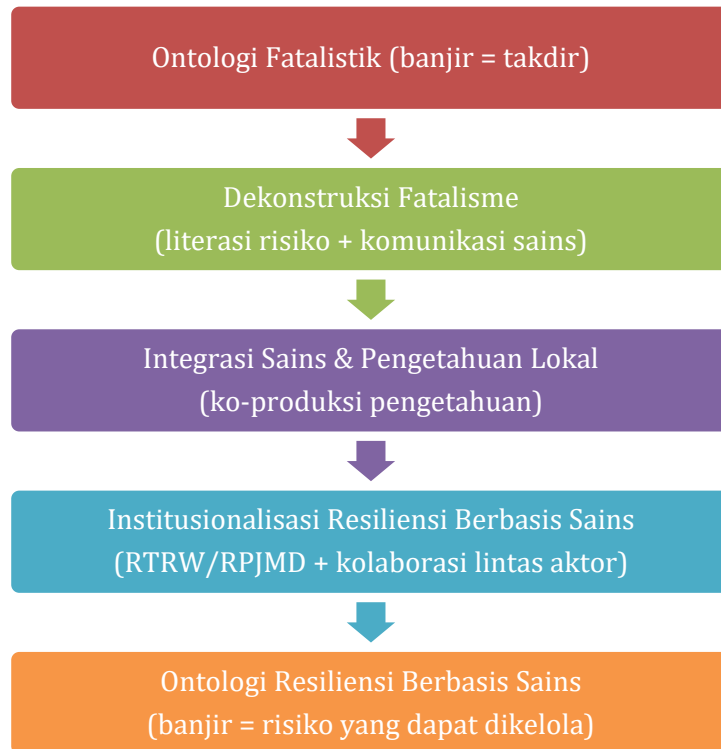 Ontologi Fatalistik (banjir = takdir)
Dekonstruksi Fatalisme
(literasi risiko + komunikasi sains)
Integrasi Sains & Pengetahuan Lokal
(ko-produksi pengetahuan)
Institusionalisasi Resiliensi Berbasis Sains
(RTRW/RPJMD + kolaborasi lintas aktor)
Ontologi Resiliensi Berbasis Sains
(banjir = risiko yang dapat dikelola)